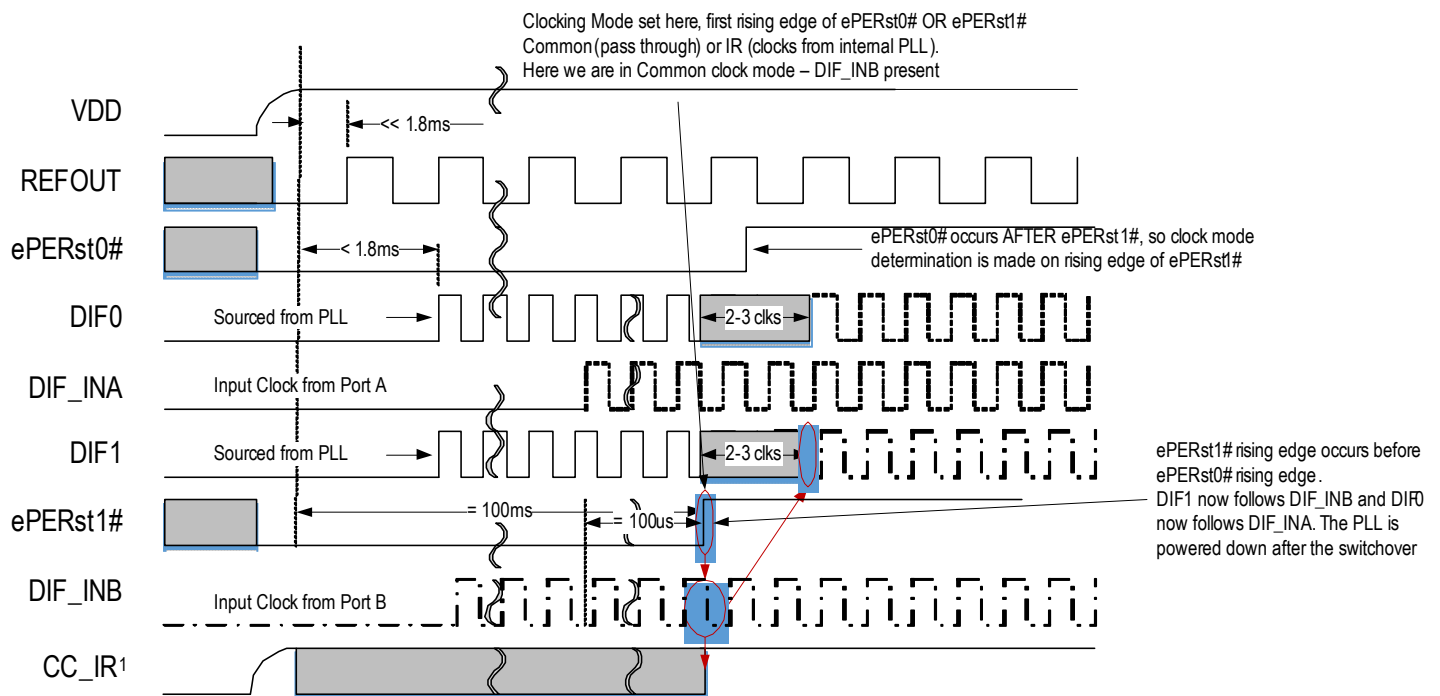 Clocking Mode set here, first rising edge of ePERst0# OR ePERst1#
Common (pass through) or IR (clocks from internal PLL).
Here we are in Common clock mode – DIF_INB present
VDD
<< 1.8ms
REFOUT
ePERst0#
< 1.8ms
ePERst0# occurs AFTER ePERst1#, so clock mode
determination is made on rising edge of ePERst1#
DIF0
Sourced from PLL
2-3 clks
DIF_INA
Input Clock from Port A
DIF1
Sourced from PLL
2-3 clks
ePERst1# rising edge occurs before
ePERst0# rising edge.
DIF1 now follows DIF_INB and DIF0
now follows DIF_INA. The PLL is
powered down after the switchover
ePERst1#
= 100ms
= 100us
DIF_INB
Input Clock from Port B
CC_IR¹